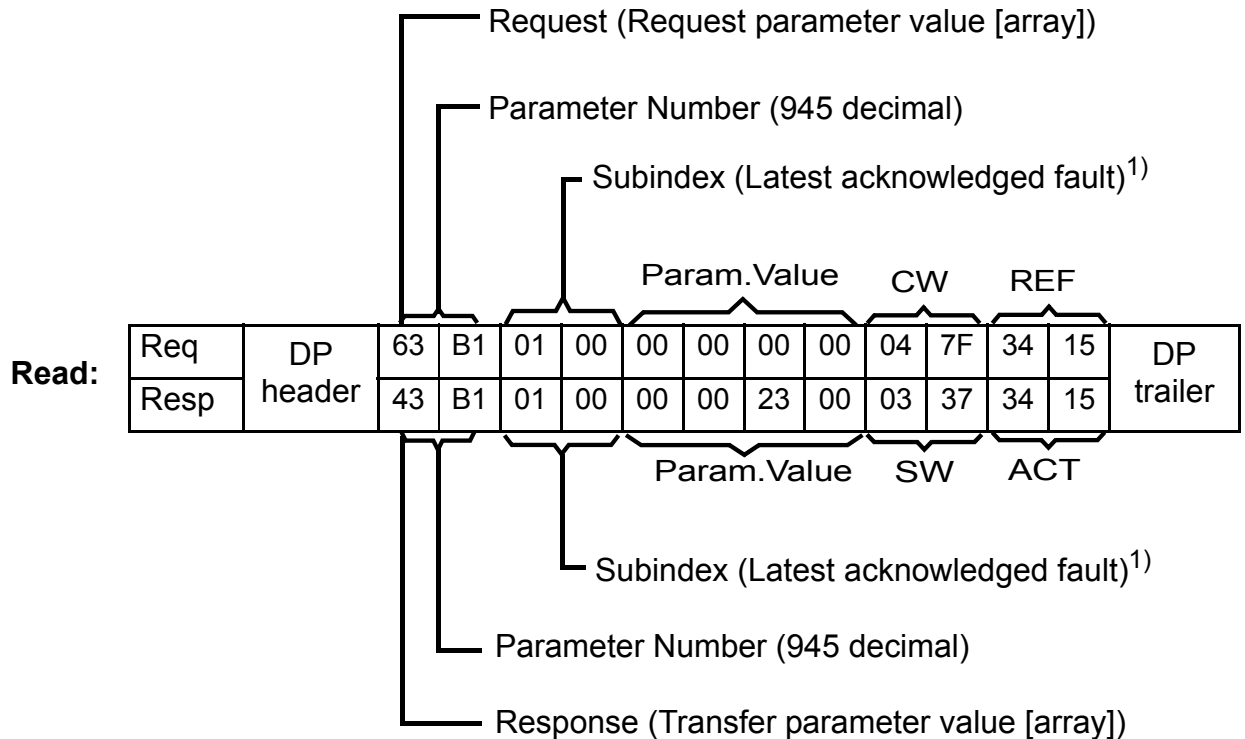 Request (Request parameter value [array])
Parameter Number (945 decimal)
Subindex (Latest acknowledged fault)1)
Param.Value CW REF
Read:
Req DP header 63 B1 01 00 00 00 00 00 04 7F 34 15 DP trailer
Resp 43 B1 01 00 00 00 23 00 03 37 34 15
Param.Value SW ACT
Subindex (Latest acknowledged fault)1)
Parameter Number (945 decimal)
Response (Transfer parameter value [array])